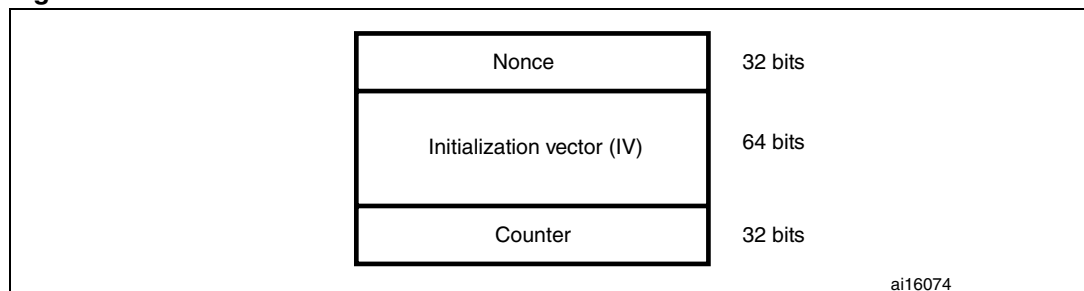 Nonce 32 bits
Initialization vector (IV) 64 bits
Counter 32 bits
ai16074